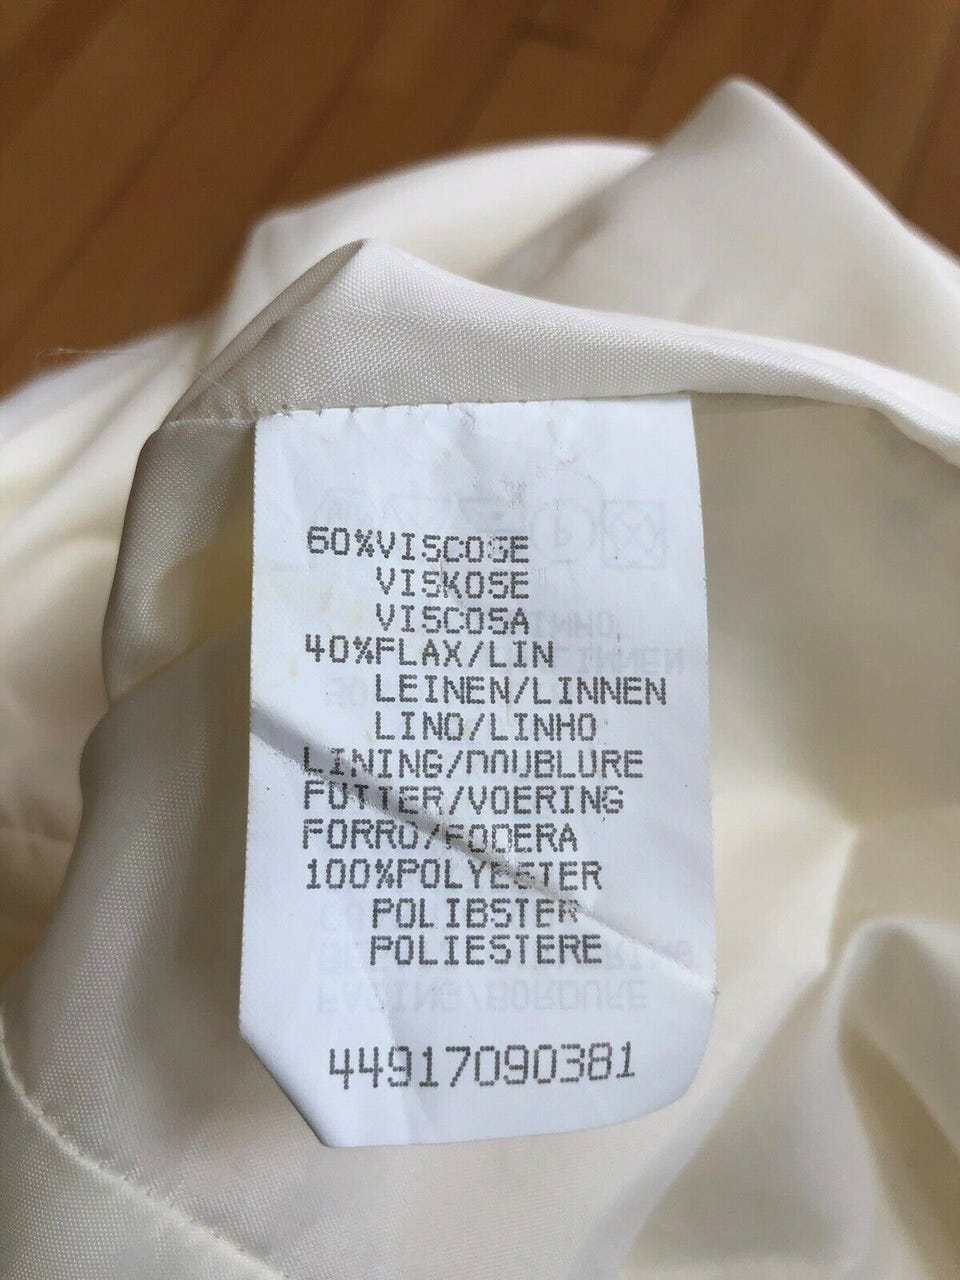 60%VISCOSE
VISKOSE
VISCOSA
40%FLAX/LIN
LEINEN/LINNEN
LINO/LINHO
LINING/DOUBLURE
FUTTER/VOERING
FORRO/FODERA
100%POLYESTER
POLIBSTER
POLIESTERE
44917090381